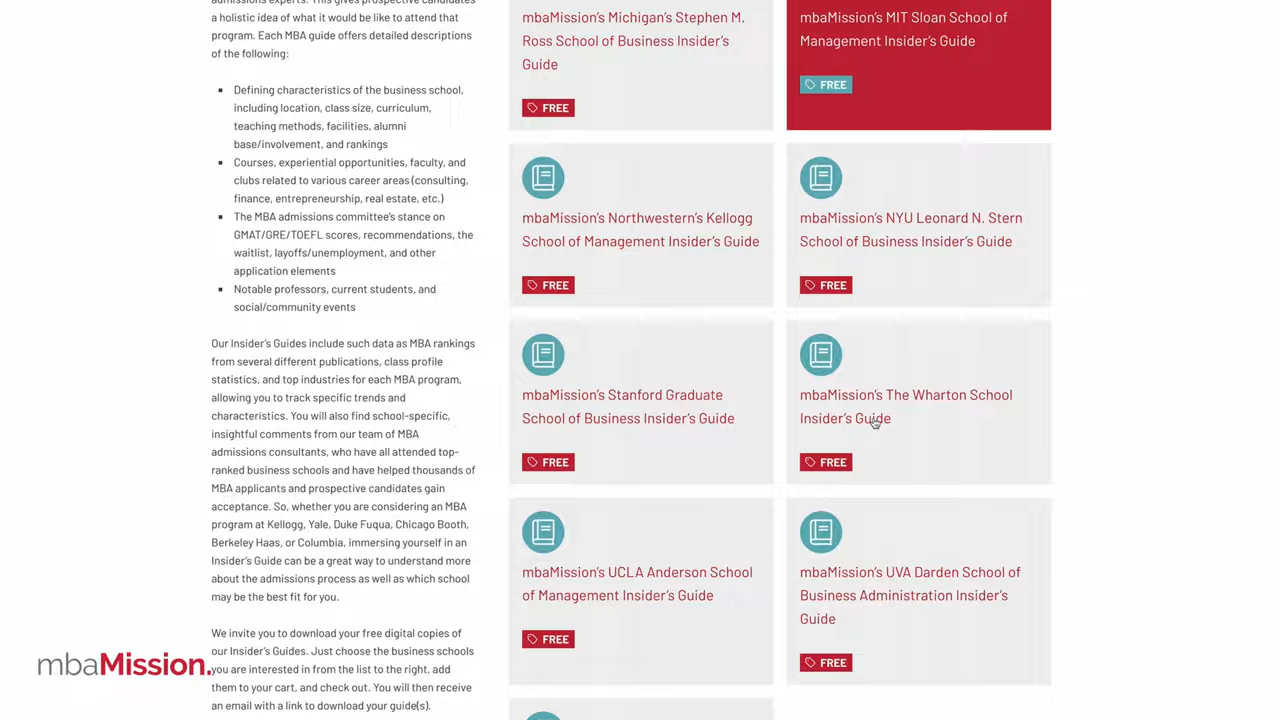 admissions experts. This gives prospective candidates
a holistic idea of what it would be like to attend that
program. Each MBA guide offers detailed descriptions
of the following:
Defining characteristics of the business school,
including location, class size, curriculum,
teaching methods, facilities, alumni
base/involvement, and rankings
Courses, experiential opportunities, faculty, and
clubs related to various career areas (consulting,
finance, entrepreneurship, real estate, etc.)
The MBA admissions committee's stance on
GMAT/GRE/TOEFL scores, recommendations, the
waitlist, layoffs/unemployment, and other
application elements
Notable professors, current students, and
social/community events
Our Insider's Guides include such data as MBA rankings
from several different publications, class profile
statistics, and top industries for each MBA program,
allowing you to track specific trends and
characteristics. You will also find school-specific,
insightful comments from our team of MBA
admissions consultants, who have all attended top-
ranked business schools and have helped thousands of
MBA applicants and prospective candidates gain
acceptance. So, whether you are considering an MBA
program at Kellogg, Yale, Duke Fuqua, Chicago Booth,
Berkeley Haas, or Columbia, immersing yourself in an
Insider's Guide can be a great way to understand more
about the admissions process as well as which school
may be the best fit for you.
We invite you to download your free digital copies of
our Insider's Guides. Just choose the business schools
you are interested in from the list to the right, add
them to your cart, and check out. You will then receive
an email with a link to download your guide(s).
mbaMission's Michigan's Stephen M.
Ross School of Business Insider's
Guide
FREE
mbaMission's MIT Sloan School of
Management Insider's Guide
FREE
mbaMission's Northwestern's Kellogg
School of Management Insider's Guide
FREE
mbaMission's NYU Leonard N. Stern
School of Business Insider's Guide
FREE
mbaMission's Stanford Graduate
School of Business Insider's Guide
FREE
mbaMission's The Wharton School
Insider's Guide
FREE
mbaMission's UCLA Anderson School
of Management Insider's Guide
FREE
mbaMission's UVA Darden School of
Business Administration Insider's
Guide
FREE
mbaMission.